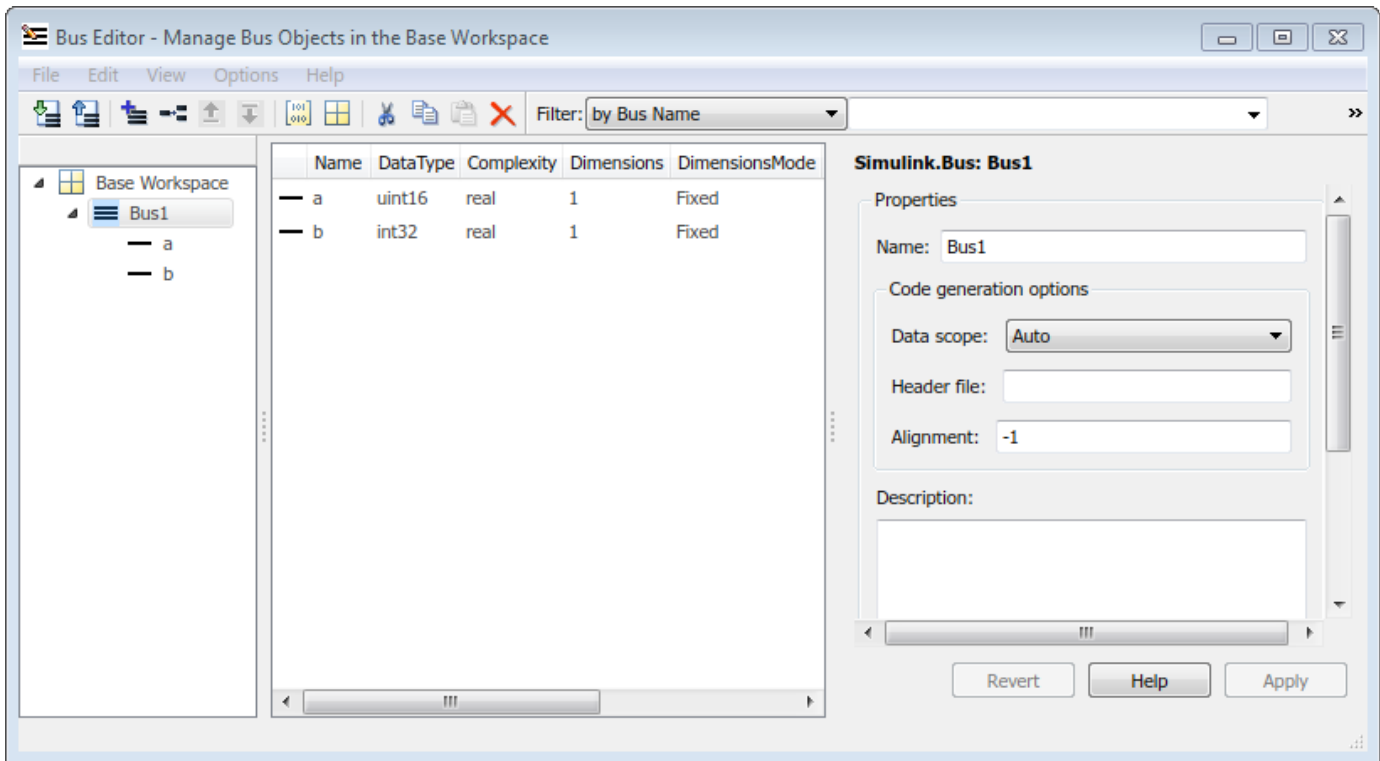 Bus Editor - Manage Bus Objects in the Base Workspace
File Edit View Options Help
Filter: by Bus Name
Base Workspace
Bus1
a
b
Name DataType Complexity Dimensions DimensionsMode
a uint16 real 1 Fixed
b int32 real 1 Fixed
Simulink.Bus: Bus1
Properties
Name: Bus1
Code generation options
Data scope: Auto
Header file:
Alignment: -1
Description:
Revert Help Apply